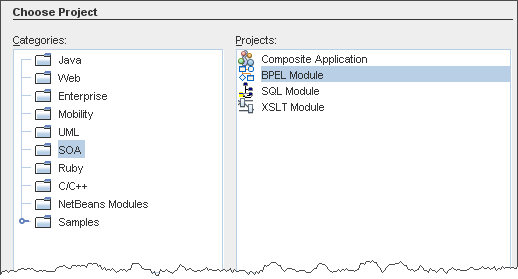 Choose Project
Categories:
Java
Web
Enterprise
Mobility
UML
SOA
Ruby
C/C++
NetBeans Modules
Samples
Projects:
Composite Application
BPEL Module
SQL Module
XSLT Module